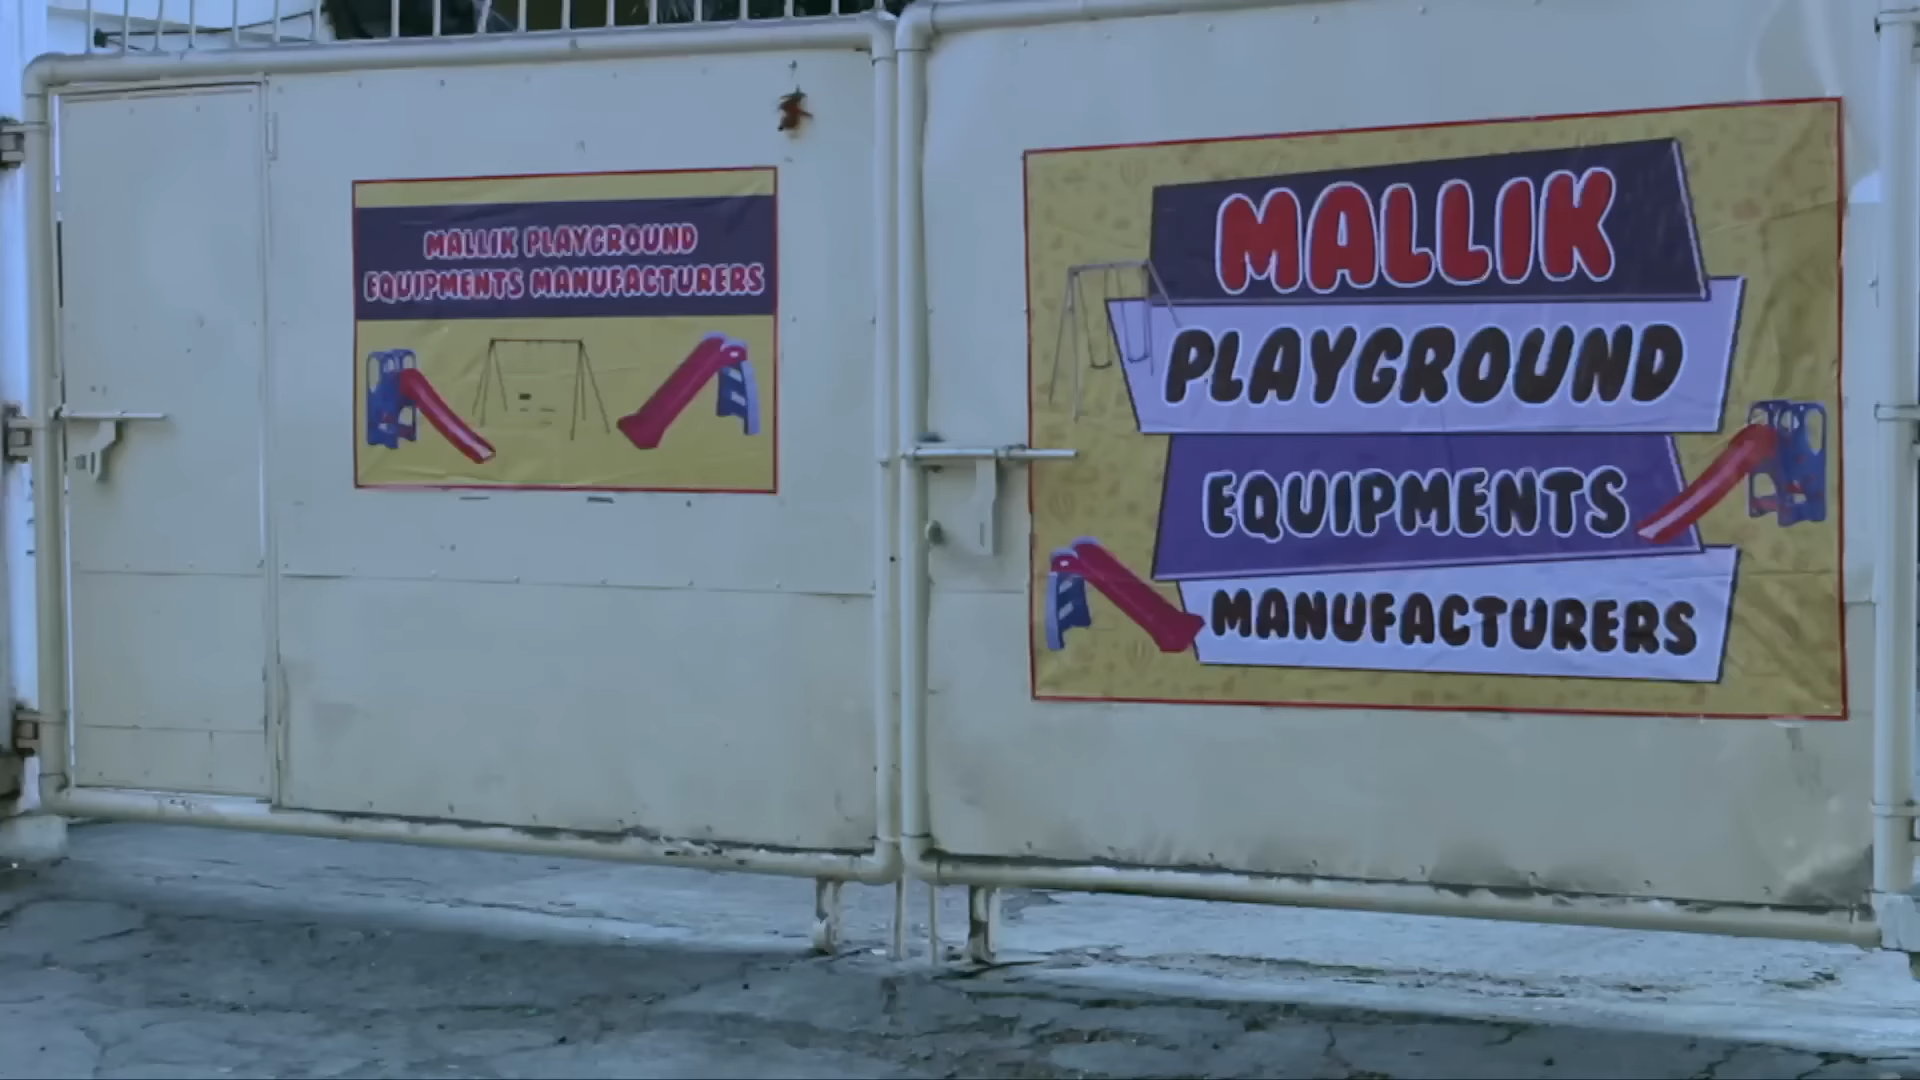 MALLIK PLAYGROUND
EQUIPMENTS MANUFACTURERS
MALLIK
PLAYGROUND
EQUIPMENTS
MANUFACTURERS